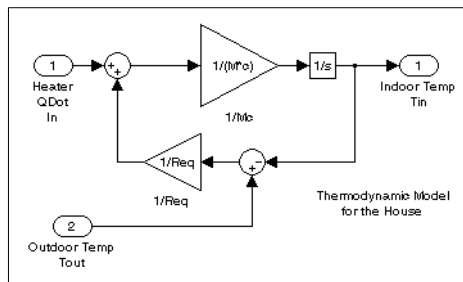 1
Heater
QDot
In
+
+
1/(M*c)
1/Mc
1/s
1
Indoor Temp
Tin
1/Req
1/Req
+
−
2
Outdoor Temp
Tout
Thermodynamic Model
for the House